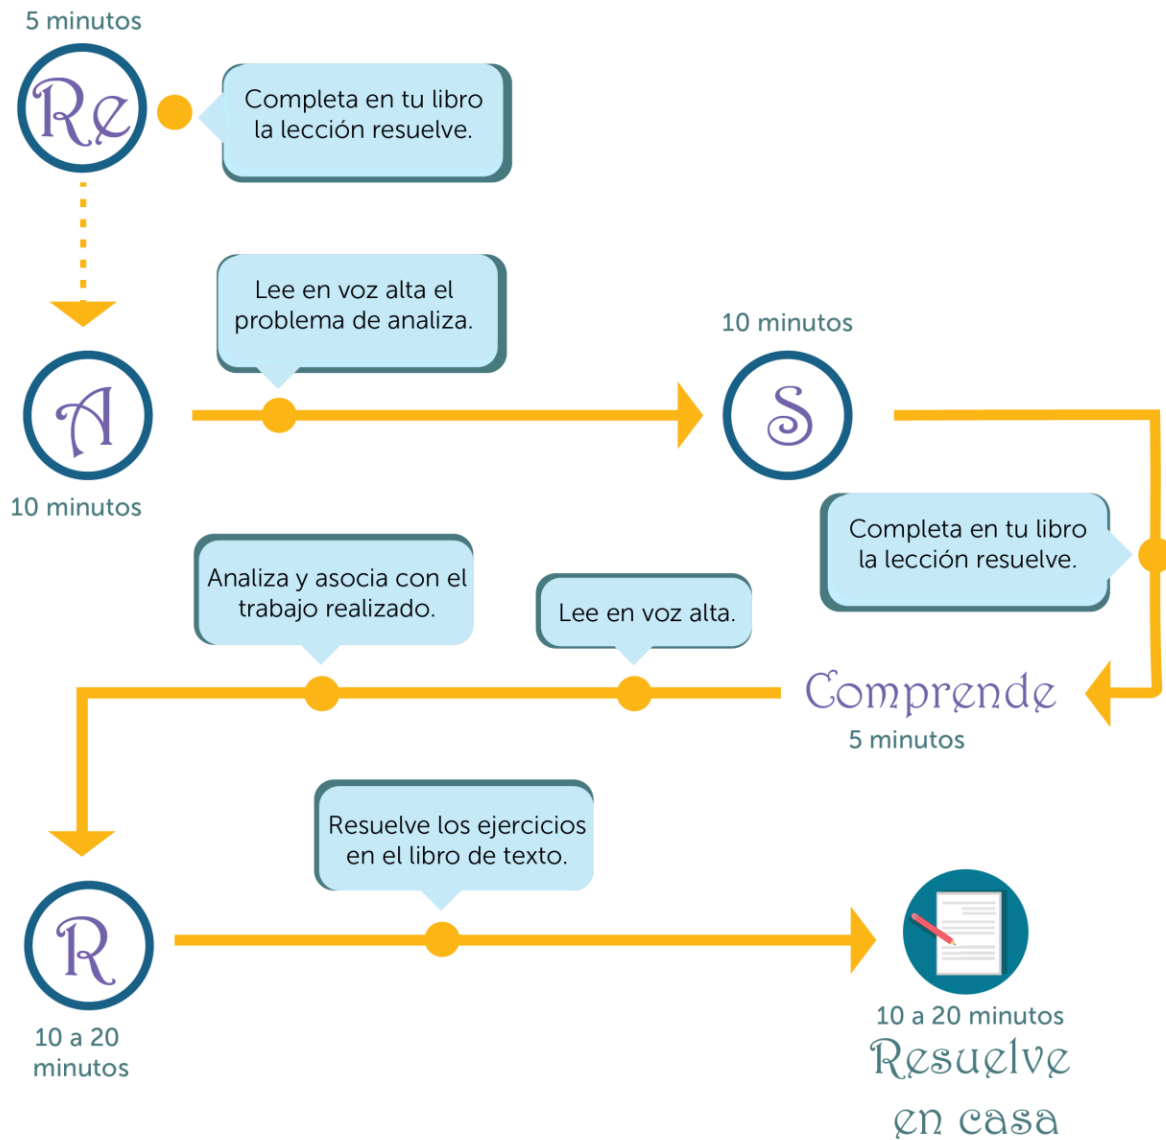 5 minutos
Re
Completa en tu libro
la lección resuelve.
Lee en voz alta el
problema de analiza.
A
10 minutos
10 minutos
S
Completa en tu libro
la lección resuelve.
Comprende
5 minutos
Lee en voz alta.
Analiza y asocia con el
trabajo realizado.
R
10 a 20
minutos
Resuelve los ejercicios
en el libro de texto.
10 a 20 minutos
Resuelve
en casa